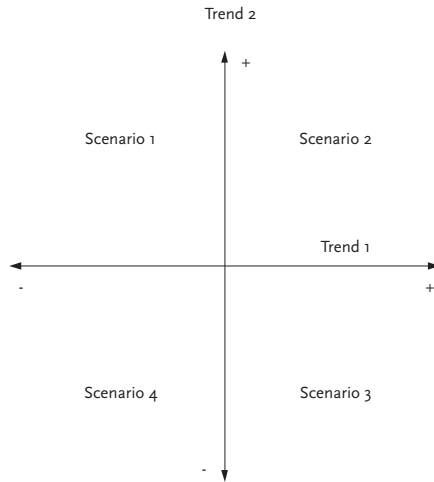 Trend 2
+
Scenario 1
Scenario 2
Trend 1
-
+
Scenario 4
Scenario 3
-